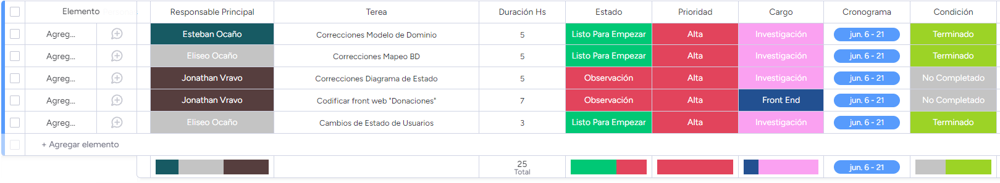 Elemento Responsable Principal Terea Duración Hs Estado Prioridad Cargo Cronograma Condición
Agreg... Esteban Ocaño Correcciones Modelo de Dominio 5 Listo Para Empezar Alta Investigación jun. 6 - 21 Terminado
Agreg... Eliseo Ocaño Correcciones Mapeo BD 5 Listo Para Empezar Alta Investigación jun. 6 - 21 Terminado
Agreg... Jonathan Vravo Correcciones Diagrama de Estado 5 Observación Alta Investigación jun. 6 - 21 No Completado
Agreg... Jonathan Vravo Codificar front web "Donaciones" 7 Observación Alta Front End jun. 6 - 21 No Completado
Agreg... Eliseo Ocaño Cambios de Estado de Usuarios 3 Listo Para Empezar Alta Investigación jun. 6 - 21 Terminado
+ Agregar elemento
25 jun. 6 - 21
Total